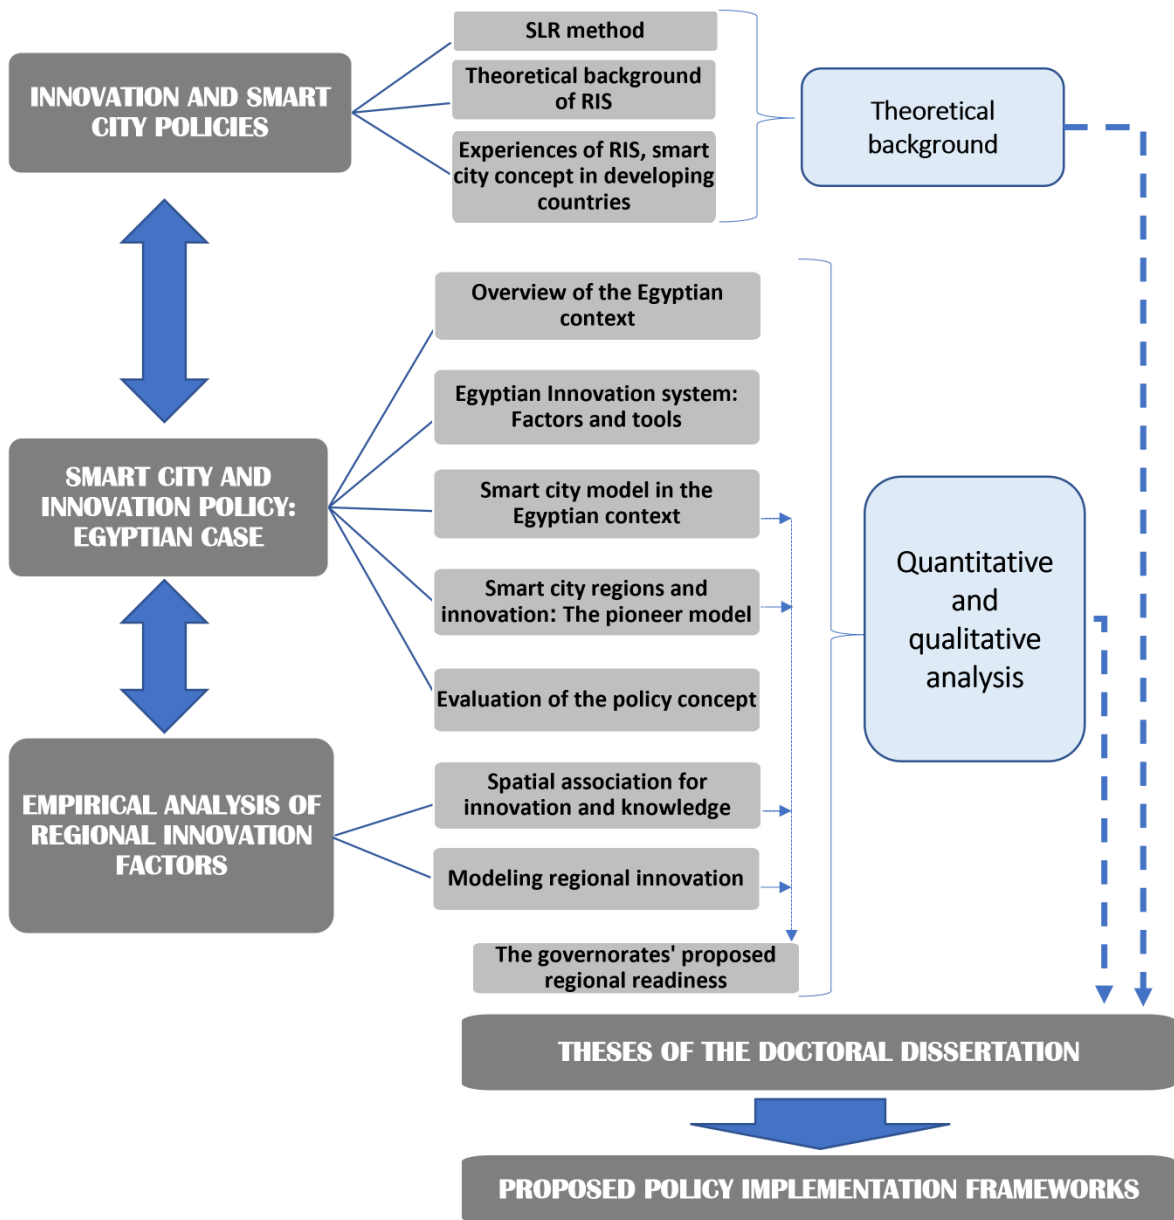 INNOVATION AND SMART
CITY POLICIES
SLR method
Theoretical background
of RIS
Experiences of RIS, smart
city concept in developing
countries
Theoretical
background
SMART CITY AND
INNOVATION POLICY:
EGYPTIAN CASE
Overview of the Egyptian
context
Egyptian Innovation system:
Factors and tools
Smart city model in the
Egyptian context
Smart city regions and
innovation: The pioneer model
Evaluation of the policy concept
Quantitative
and
qualitative
analysis
EMPIRICAL ANALYSIS OF
REGIONAL INNOVATION
FACTORS
Spatial association for
innovation and knowledge
Modeling regional innovation
The governorates' proposed
regional readiness
THESES OF THE DOCTORAL DISSERTATION
PROPOSED POLICY IMPLEMENTATION FRAMEWORKS